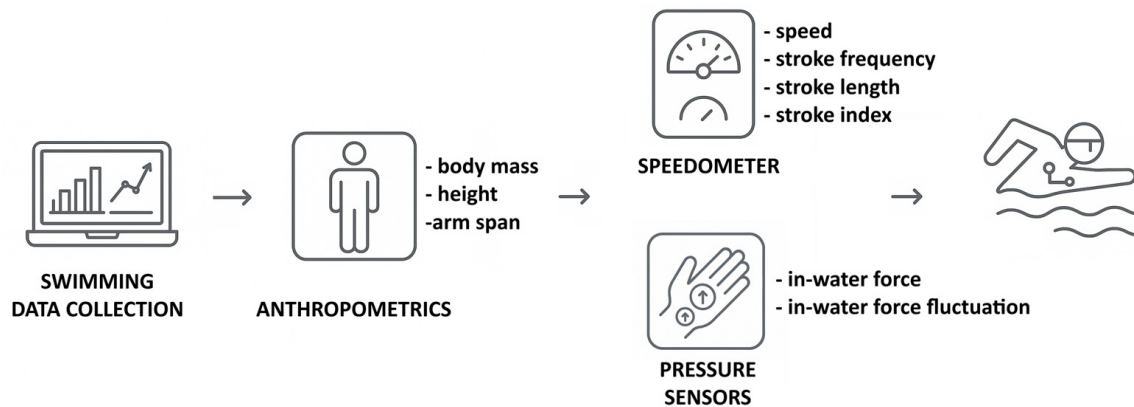 SWIMMING
DATA COLLECTION
- body mass
- height
-arm span
ANTHROPOMETRICS
- speed
- stroke frequency
- stroke length
- stroke index
SPEEDOMETER
- in-water force
- in-water force fluctuation
PRESSURE
SENSORS